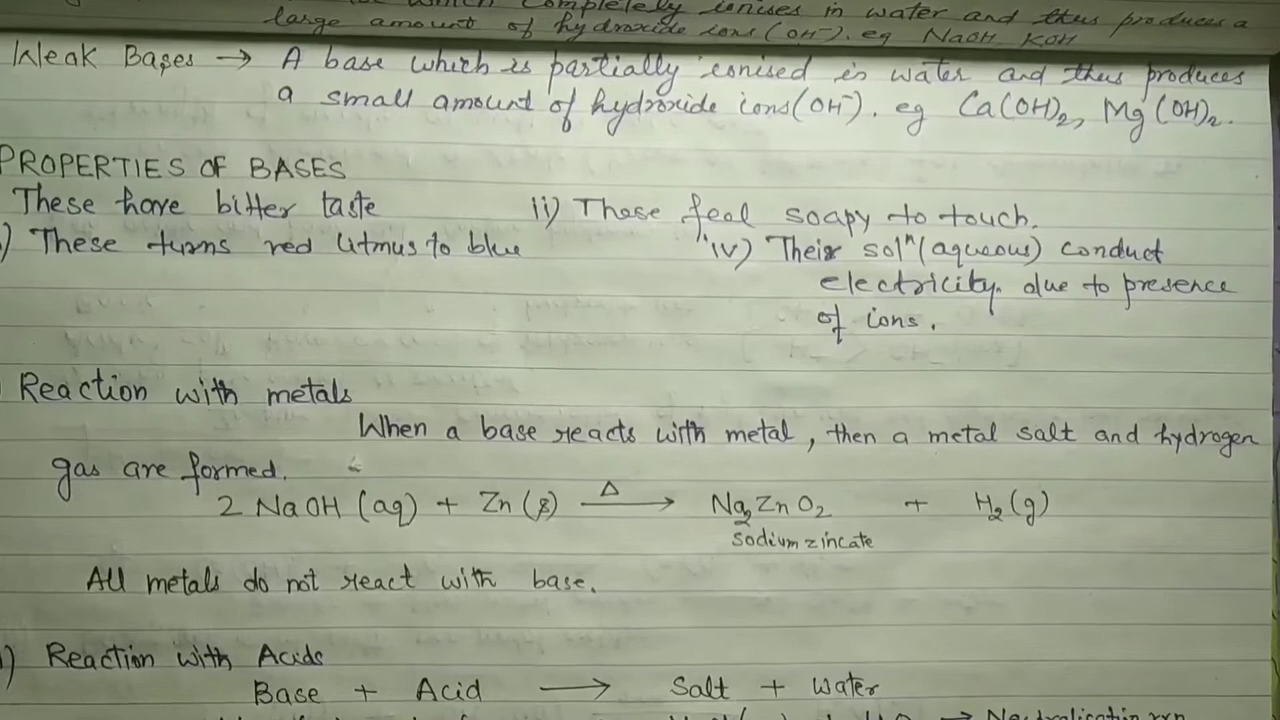 which completely ionises in water and thus produces a
large amount of hydroxide ions (OH⁻). eg NaOH KOH
Weak Bases → A base which is partially ionised in water and thus produces
a small amount of hydroxide ions (OH⁻). eg Ca(OH)₂, Mg(OH)₂.
PROPERTIES OF BASES
These have bitter taste
ii) These feel soapy to touch.
) These turns red litmus to blue
iv) Their solⁿ (aqueous) conduct
electricity. due to presence
of ions.
Reaction with metals
When a base reacts with metal, then a metal salt and hydrogen
gas are formed.
2 NaOH (aq) + Zn (s) —Δ→ Na₂ZnO₂ + H₂(g)
sodium zincate
All metals do not react with base.
) Reaction with Acids
Base + Acid → Salt + Water